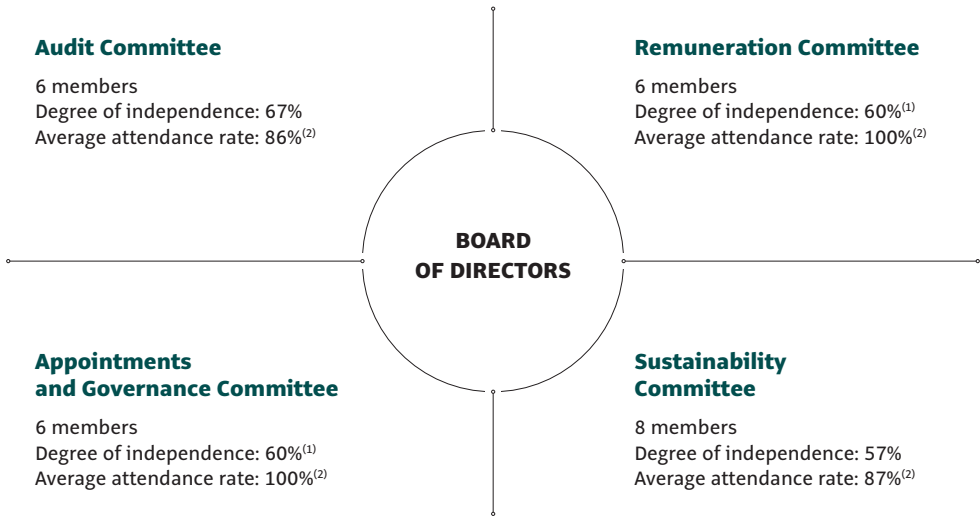 Audit Committee
6 members
Degree of independence: 67%
Average attendance rate: 86%(2)
Remuneration Committee
6 members
Degree of independence: 60%(1)
Average attendance rate: 100%(2)
BOARD
OF DIRECTORS
Appointments
and Governance Committee
6 members
Degree of independence: 60%(1)
Average attendance rate: 100%(2)
Sustainability
Committee
8 members
Degree of independence: 57%
Average attendance rate: 87%(2)